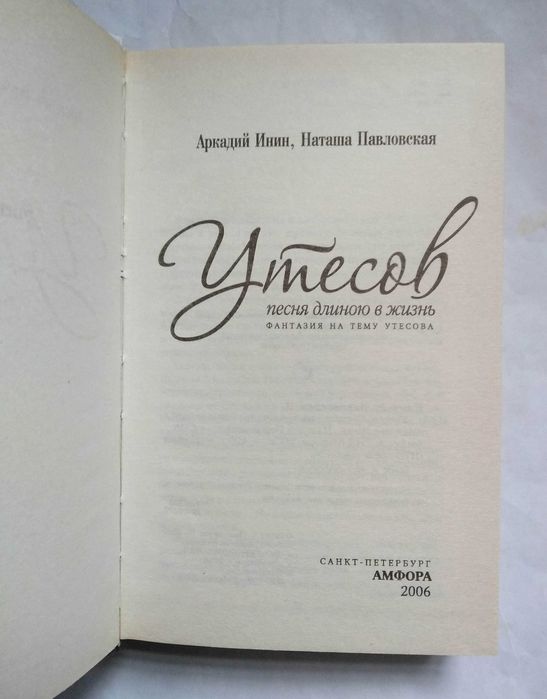 Аркадий Инин, Наташа Павловская
Утесов
песня длиною в жизнь
ФАНТАЗИЯ НА ТЕМУ УТЕСОВА
САНКТ-ПЕТЕРБУРГ
АМФОРА
2006